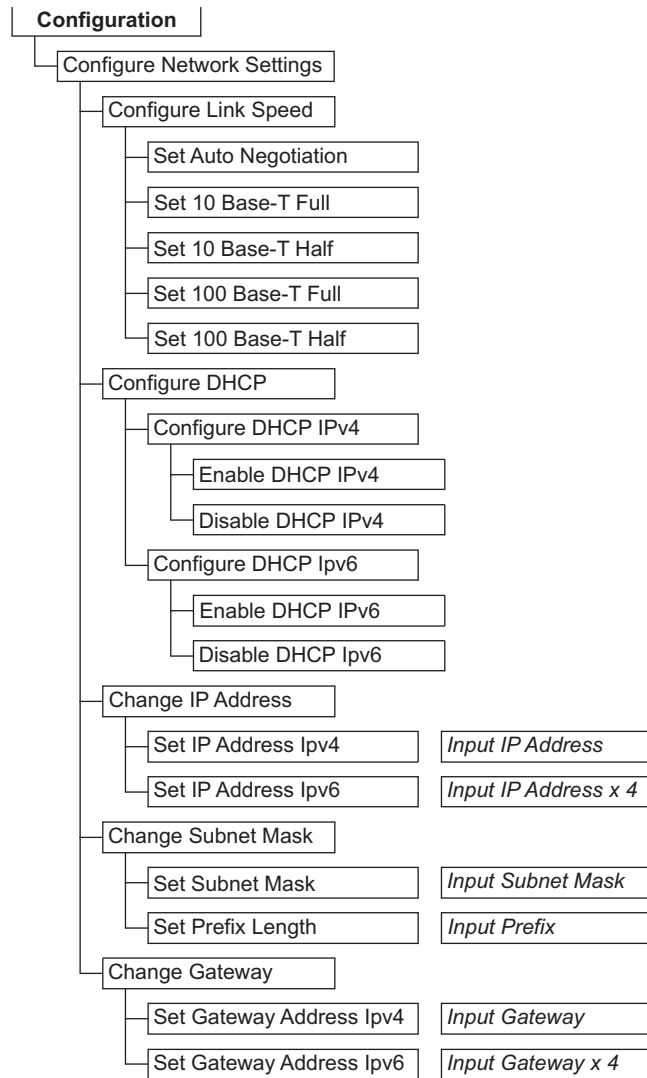 Configuration
Configure Network Settings
Configure Link Speed
Set Auto Negotiation
Set 10 Base-T Full
Set 10 Base-T Half
Set 100 Base-T Full
Set 100 Base-T Half
Configure DHCP
Configure DHCP IPv4
Enable DHCP IPv4
Disable DHCP IPv4
Configure DHCP Ipv6
Enable DHCP IPv6
Disable DHCP Ipv6
Change IP Address
Set IP Address Ipv4 Input IP Address
Set IP Address Ipv6 Input IP Address x 4
Change Subnet Mask
Set Subnet Mask Input Subnet Mask
Set Prefix Length Input Prefix
Change Gateway
Set Gateway Address Ipv4 Input Gateway
Set Gateway Address Ipv6 Input Gateway x 4